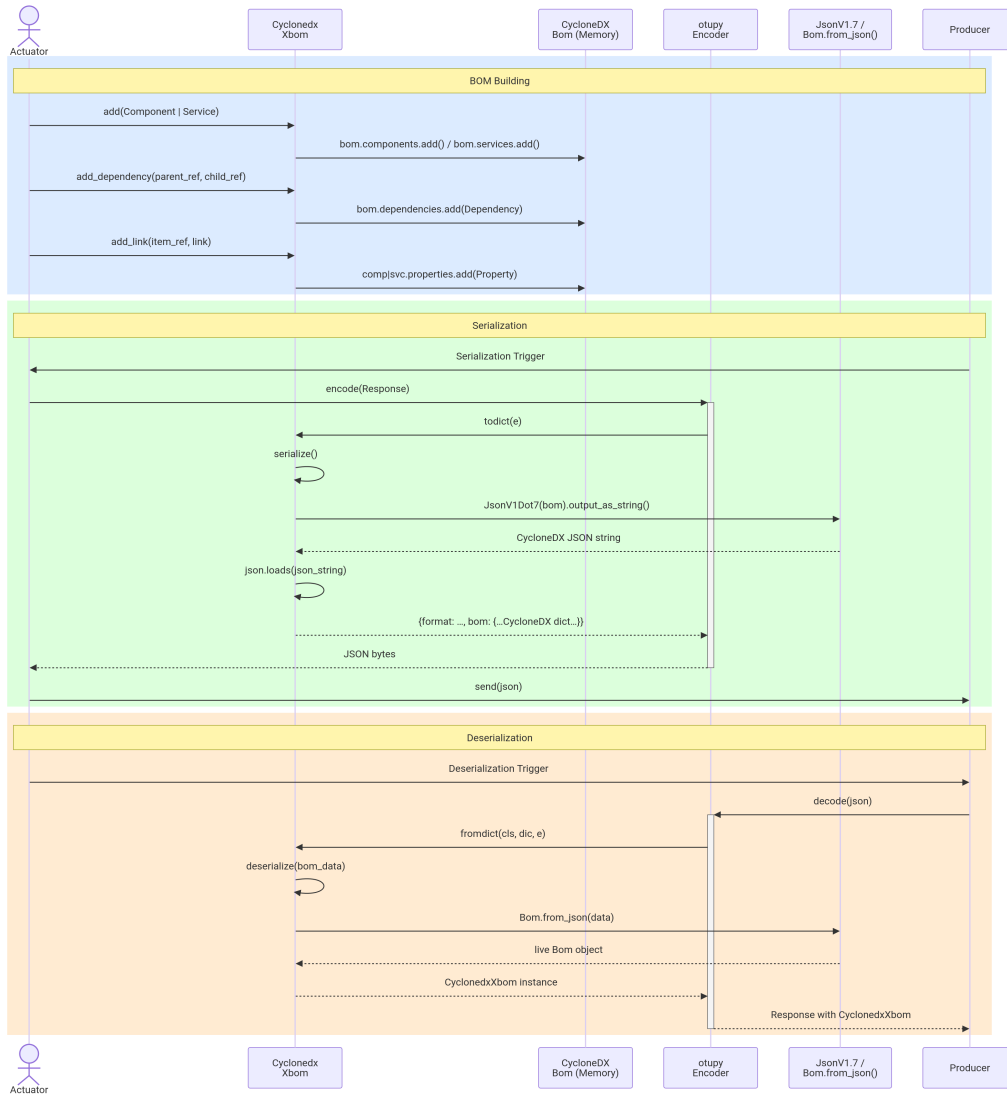 Actuator
Cyclonedx
Xbom
CycloneDX
Bom (Memory)
otupy
Encoder
JsonV1.7 /
Bom.from_json()
Producer
BOM Building
add(Component | Service)
bom.components.add() / bom.services.add()
add_dependency(parent_ref, child_ref)
bom.dependencies.add(Dependency)
add_link(item_ref, link)
comp|svc.properties.add(Property)
Serialization
Serialization Trigger
encode(Response)
todict(e)
serialize()
JsonV1Dot7(bom).output_as_string()
CycloneDX JSON string
json.loads(json_string)
{format: ..., bom: {...CycloneDX dict...}}
JSON bytes
send(json)
Deserialization
Deserialization Trigger
decode(json)
fromdict(cls, dic, e)
deserialize(bom_data)
Bom.from_json(data)
live Bom object
CyclonedxXbom instance
Response with CyclonedxXbom
Actuator
Cyclonedx
Xbom
CycloneDX
Bom (Memory)
otupy
Encoder
JsonV1.7 /
Bom.from_json()
Producer